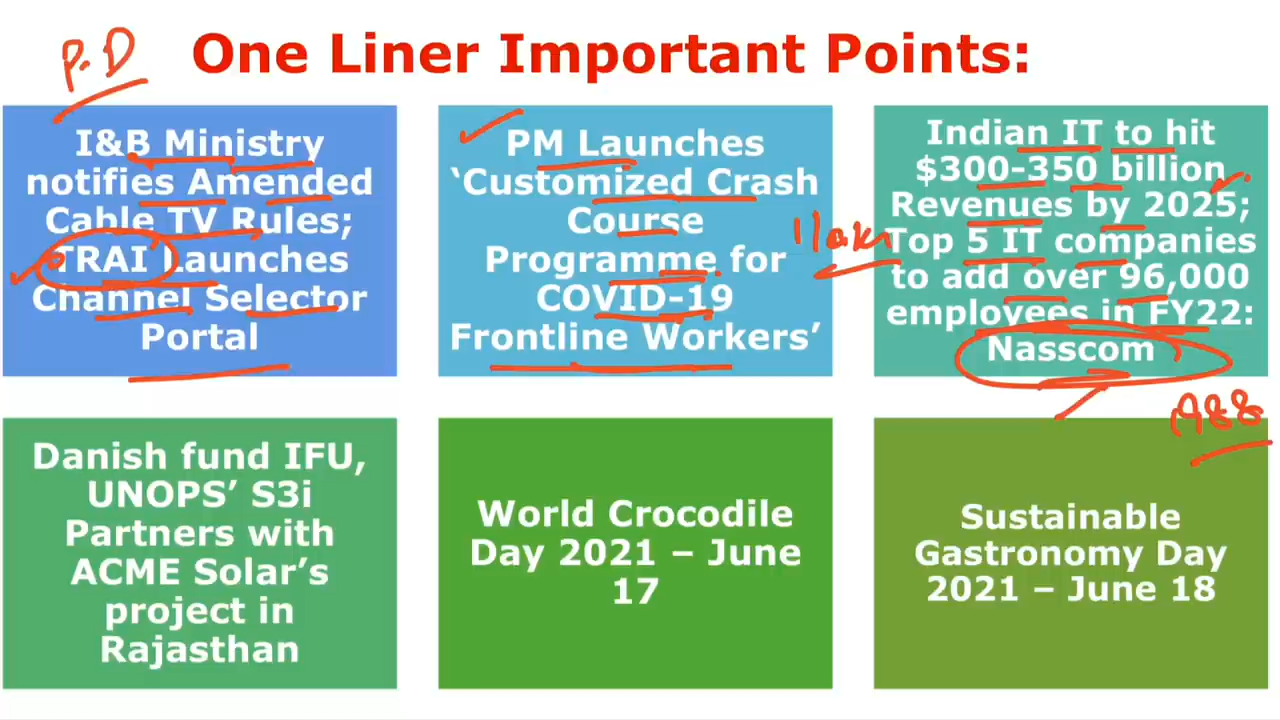 P.D
One Liner Important Points:
I&B Ministry
notifies Amended
Cable TV Rules;
TRAI Launches
Channel Selector
Portal
PM Launches
‘Customized Crash
Course
Programme for
COVID-19
Frontline Workers’
Indian IT to hit
$300-350 billion
Revenues by 2025;
Top 5 IT companies
to add over 96,000
employees in FY22:
Nasscom
Danish fund IFU,
UNOPS’ S3i
Partners with
ACME Solar’s
project in
Rajasthan
World Crocodile
Day 2021 – June
17
Sustainable
Gastronomy Day
2021 – June 18